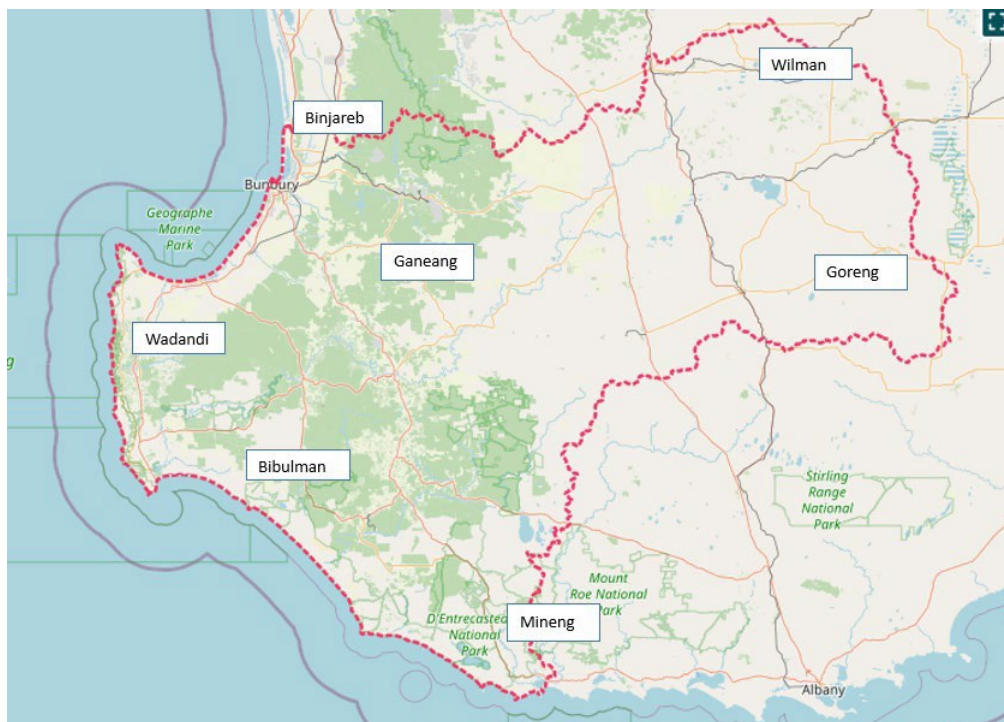 Wilman
Binjareb
Bunbury
Geographe
Marine
Park
Ganeang
Goreng
Wadandi
g
Bibulman
Stirling
Range
National
Park
Mount
Roe National
Park
Mineng
D'Entrecasteaux
National
Park
Albany